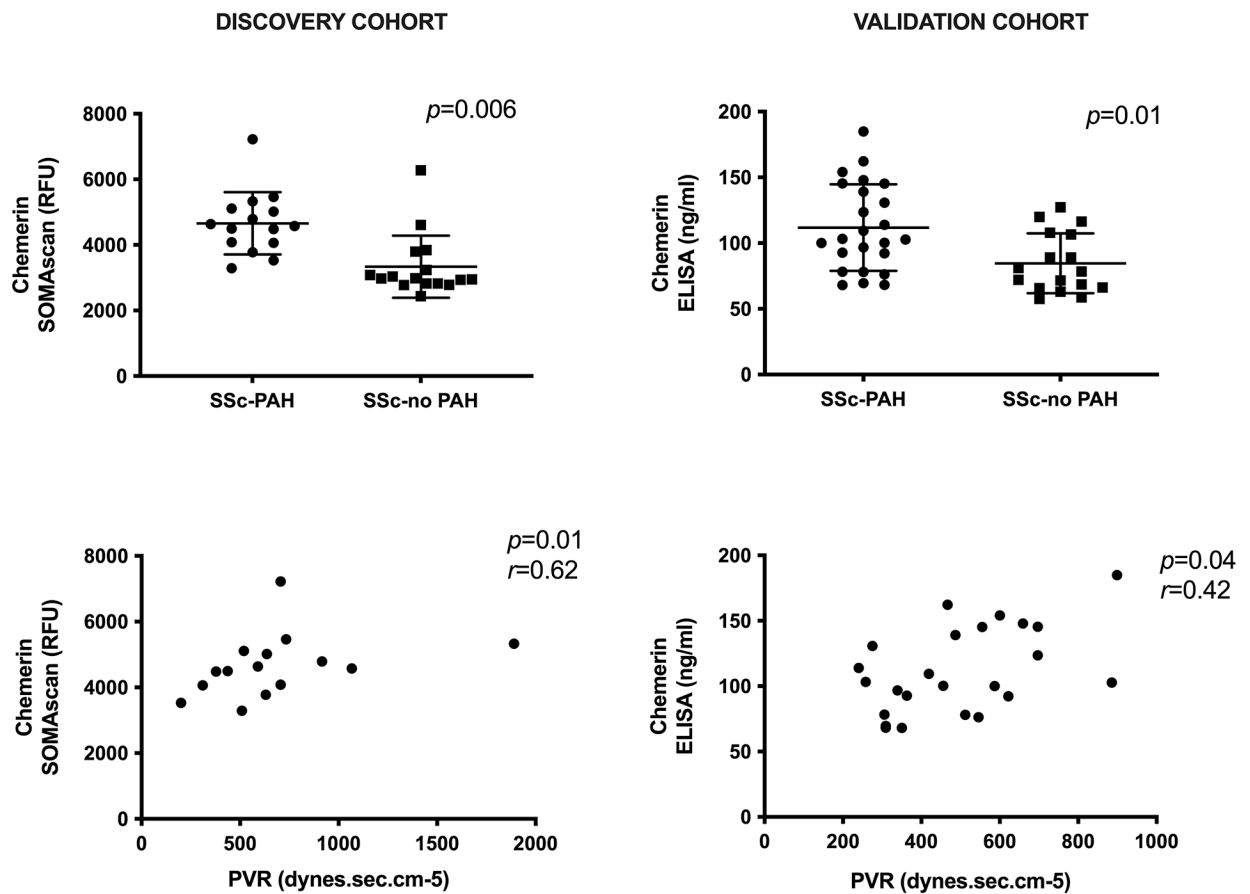 DISCOVERY COHORT
VALIDATION COHORT
Chemerin
SOMAscan (RFU)
8000
6000
4000
2000
0
p=0.006
SSc-PAH
SSc-no PAH
Chemerin
ELISA (ng/ml)
200
150
100
50
0
p=0.01
SSc-PAH
SSc-no PAH
Chemerin
SOMAscan (RFU)
8000
6000
4000
2000
0
p=0.01
r=0.62
0
500
1000
1500
2000
PVR (dynes.sec.cm-5)
Chemerin
ELISA (ng/ml)
200
150
100
50
0
p=0.04
r=0.42
0
200
400
600
800
1000
PVR (dynes.sec.cm-5)